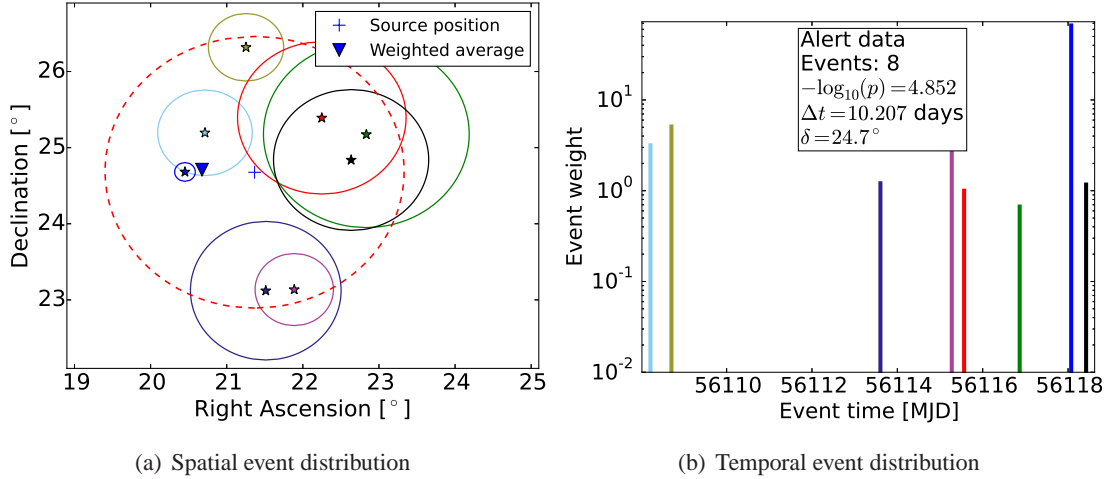 Source position
Weighted average
26
25
24
23
Declination [°]
19 20 21 22 23 24 25
Right Ascension [°]
(a) Spatial event distribution
Alert data
Events: 8
−log₁₀(p) =4.852
Δt =10.207 days
δ =24.7°
10¹
10⁰
10⁻¹
10⁻²
Event weight
56110 56112 56114 56116 56118
Event time [MJD]
(b) Temporal event distribution